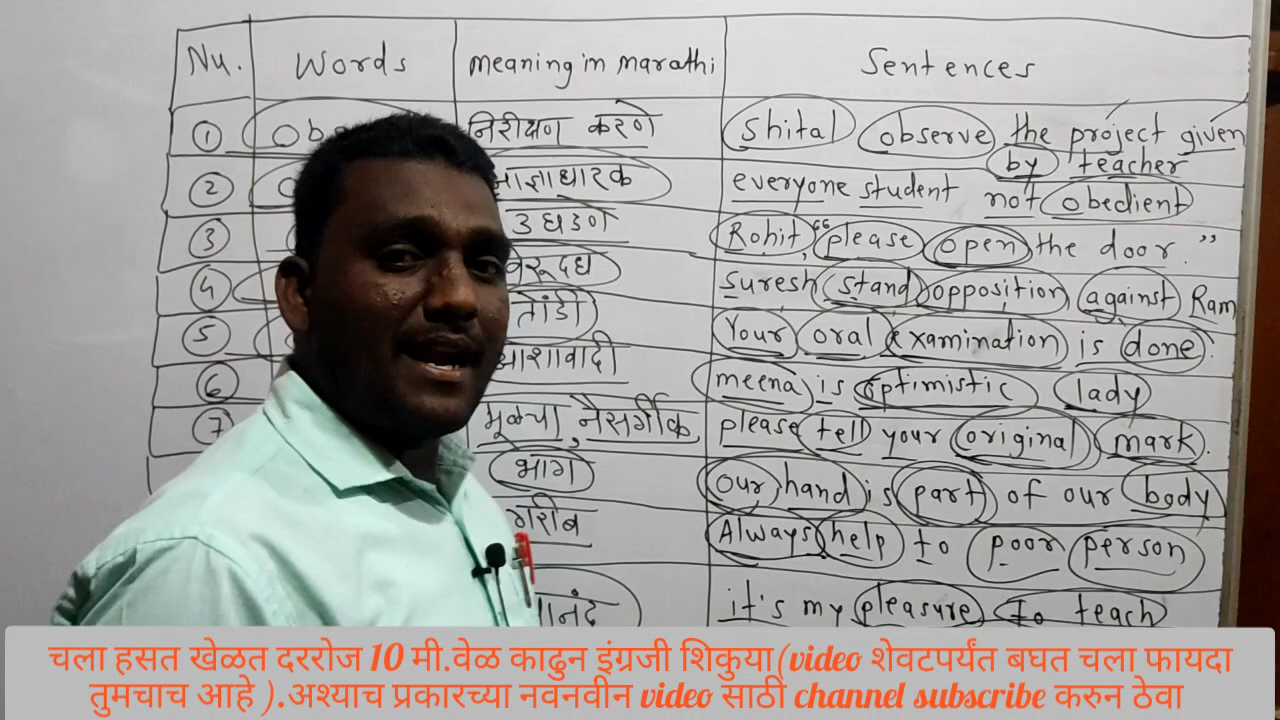 Nu. Words meaning in marathi Sentences
① निरीक्षण करणे Shital observe the project given
by teacher
② everyone student not obedient
③ उघडणे Rohit, “please open the door.”
④ Suresh stand opposition against Ram
⑤ तोंडी Your oral examination is done.
⑥ meena is optimistic lady
⑦ मूळचा, नैसर्गीक please tell your original mark.
भाग our hand is part of our body
गरीब Always help to poor person
it's my pleasure to teach
चला हसत खेळत दररोज 10 मी.वेळ काढुन इंग्रजी शिकुया(video शेवटपर्यंत बघत चला फायदा
तुमचाच आहे ).अश्याच प्रकारच्या नवनवीन video साठी channel subscribe करुन ठेवा